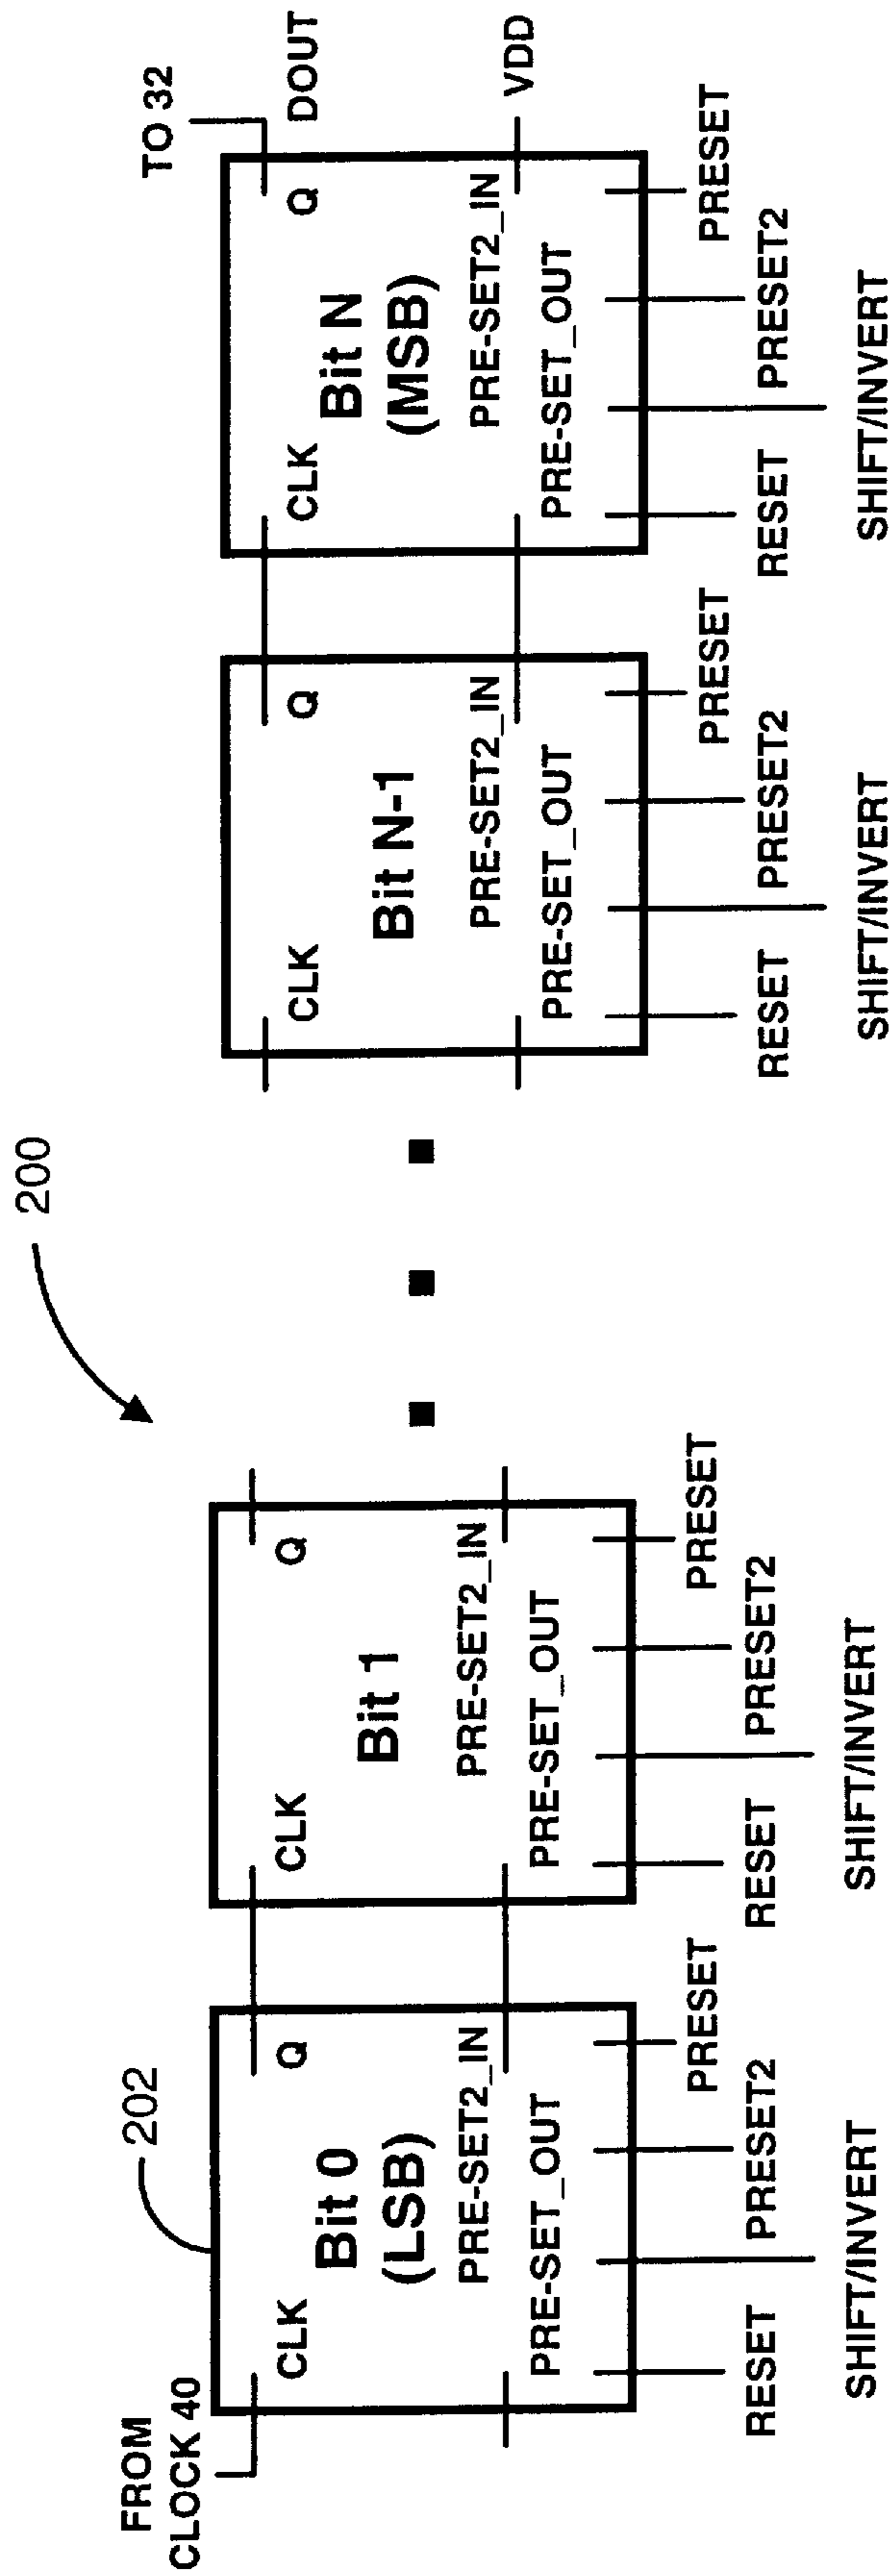 200
FROM
CLOCK 40
202
TO 32
CLK
Q
Bit 0
(LSB)
PRE-SET2_IN
PRE-SET_OUT
RESET
SHIFT/INVERT
PRESET2
PRESET
CLK
Q
Bit 1
PRE-SET2_IN
PRE-SET_OUT
RESET
SHIFT/INVERT
PRESET2
PRESET
CLK
Q
Bit N-1
PRE-SET2_IN
PRE-SET_OUT
RESET
SHIFT/INVERT
PRESET2
PRESET
CLK
Q
Bit N
(MSB)
PRE-SET2_IN
PRE-SET_OUT
RESET
SHIFT/INVERT
PRESET2
PRESET
DOUT
VDD